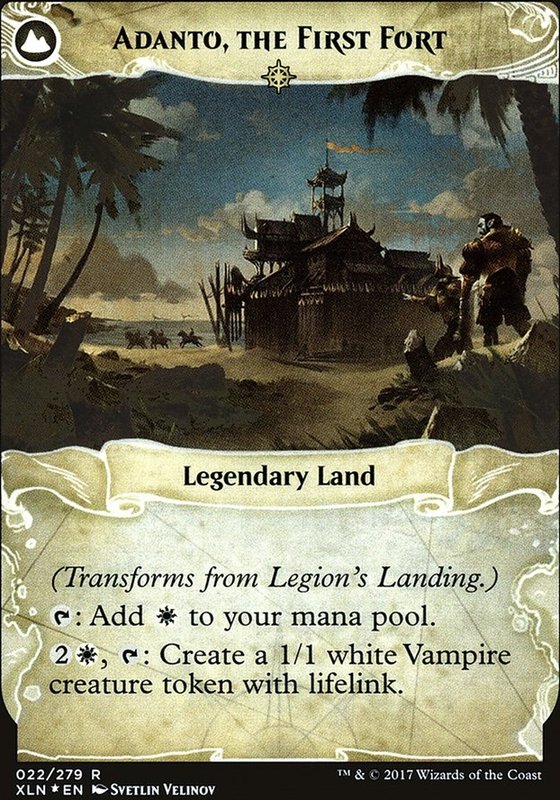 Adanto, the First Fort
Legendary Land
(Transforms from Legion's Landing.)
: Add to your mana pool.
2 , : Create a 1/1 white Vampire
creature token with lifelink.
022/279 R
XLN ★ EN Svetlin Velinov
™ & © 2017 Wizards of the Coast